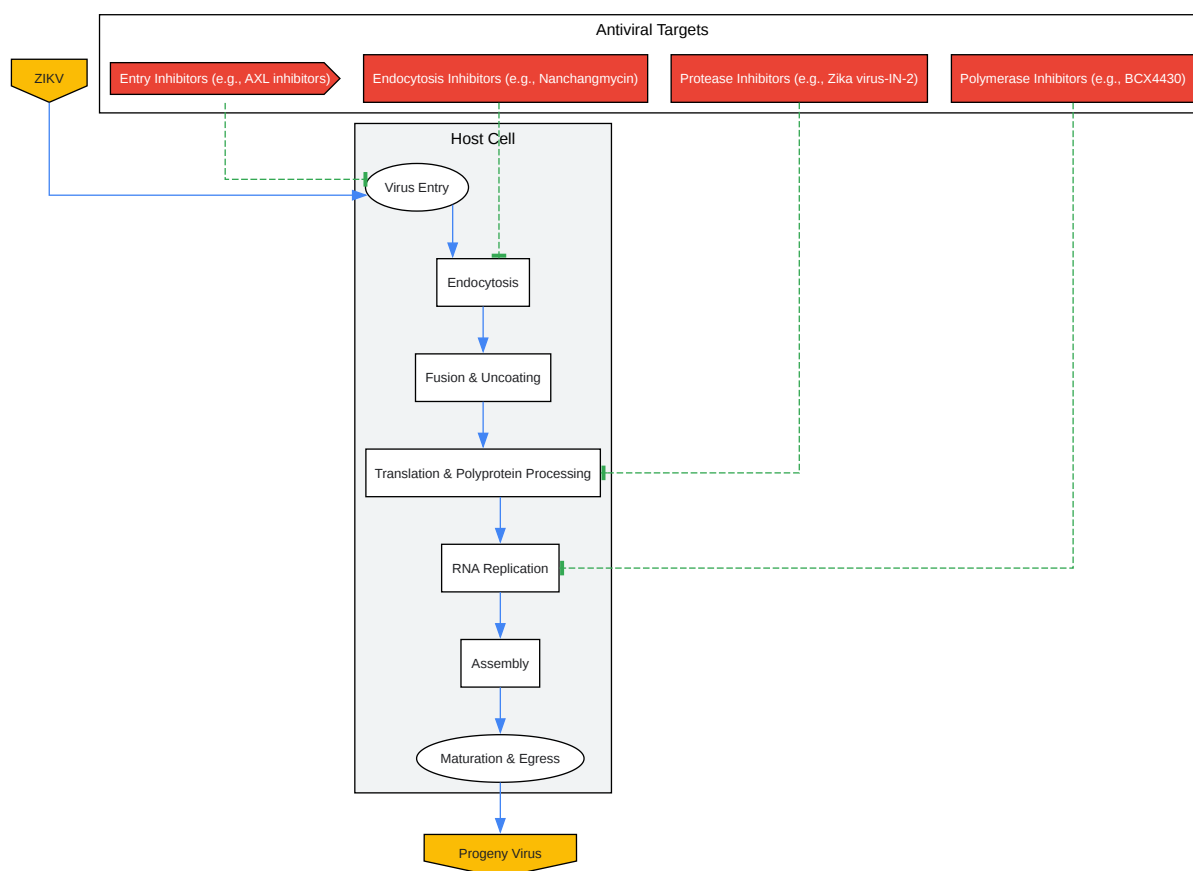 Antiviral Targets
ZIKV
Entry Inhibitors (e.g., AXL inhibitors)
Endocytosis Inhibitors (e.g., Nanchangmycin)
Protease Inhibitors (e.g., Zika virus-IN-2)
Polymerase Inhibitors (e.g., BCX4430)
Host Cell
Virus Entry
Endocytosis
Fusion & Uncoating
Translation & Polyprotein Processing
RNA Replication
Assembly
Maturation & Egress
Progeny Virus